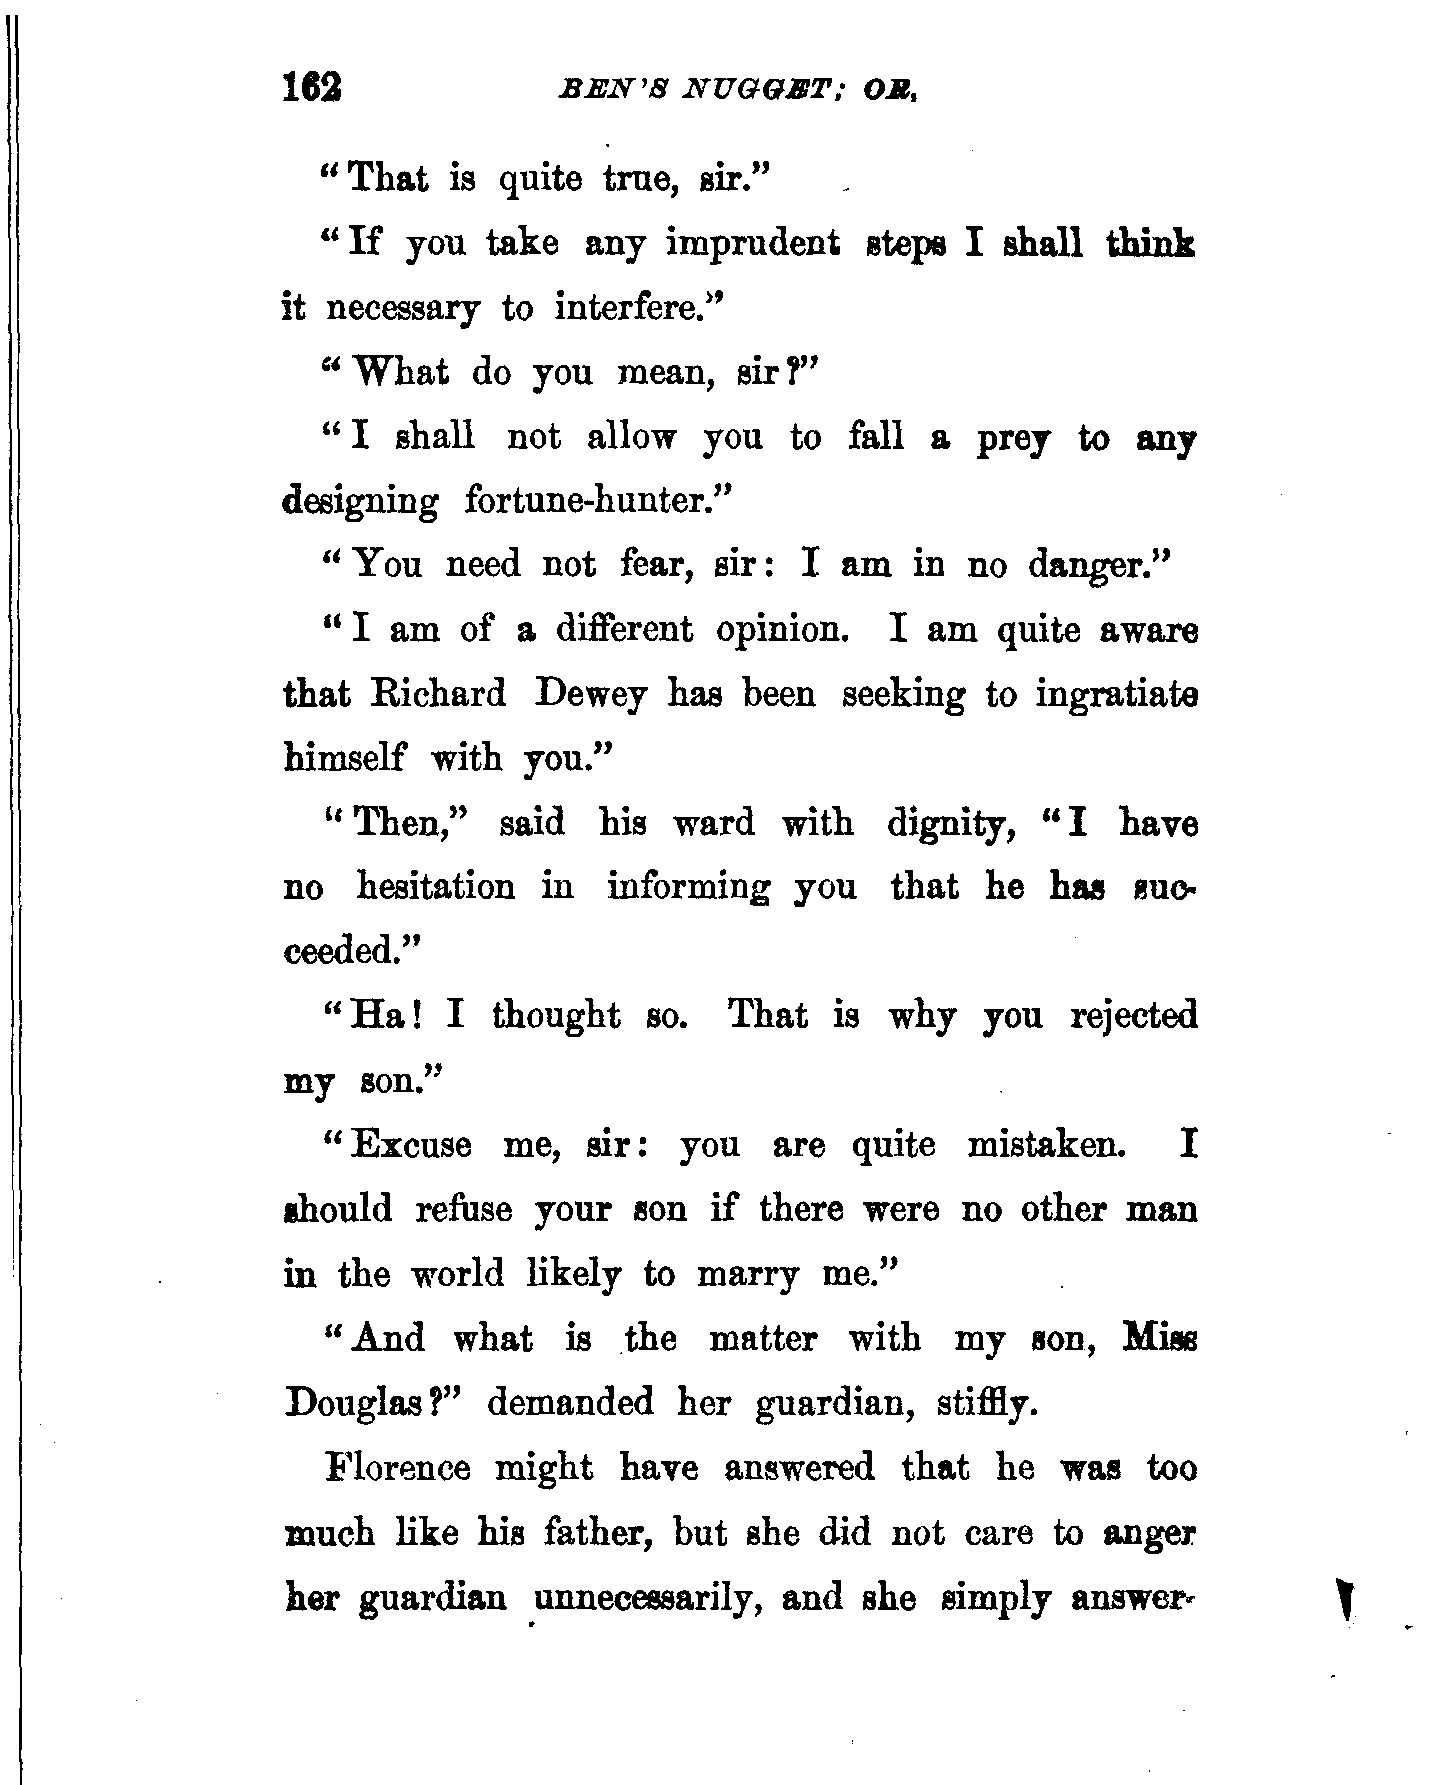 162 BEN'S NUGGET; OR,
"That is quite true, sir."
"If you take any imprudent steps I shall think
it necessary to interfere."
"What do you mean, sir?"
"I shall not allow you to fall a prey to any
designing fortune-hunter."
"You need not fear, sir: I am in no danger."
"I am of a different opinion. I am quite aware
that Richard Dewey has been seeking to ingratiate
himself with you."
"Then," said his ward with dignity, "I have
no hesitation in informing you that he has suc-
ceeded."
"Ha! I thought so. That is why you rejected
my son."
"Excuse me, sir: you are quite mistaken. I
should refuse your son if there were no other man
in the world likely to marry me."
"And what is the matter with my son, Miss
Douglas?" demanded her guardian, stiffly.
Florence might have answered that he was too
much like his father, but she did not care to anger
her guardian unnecessarily, and she simply answer-